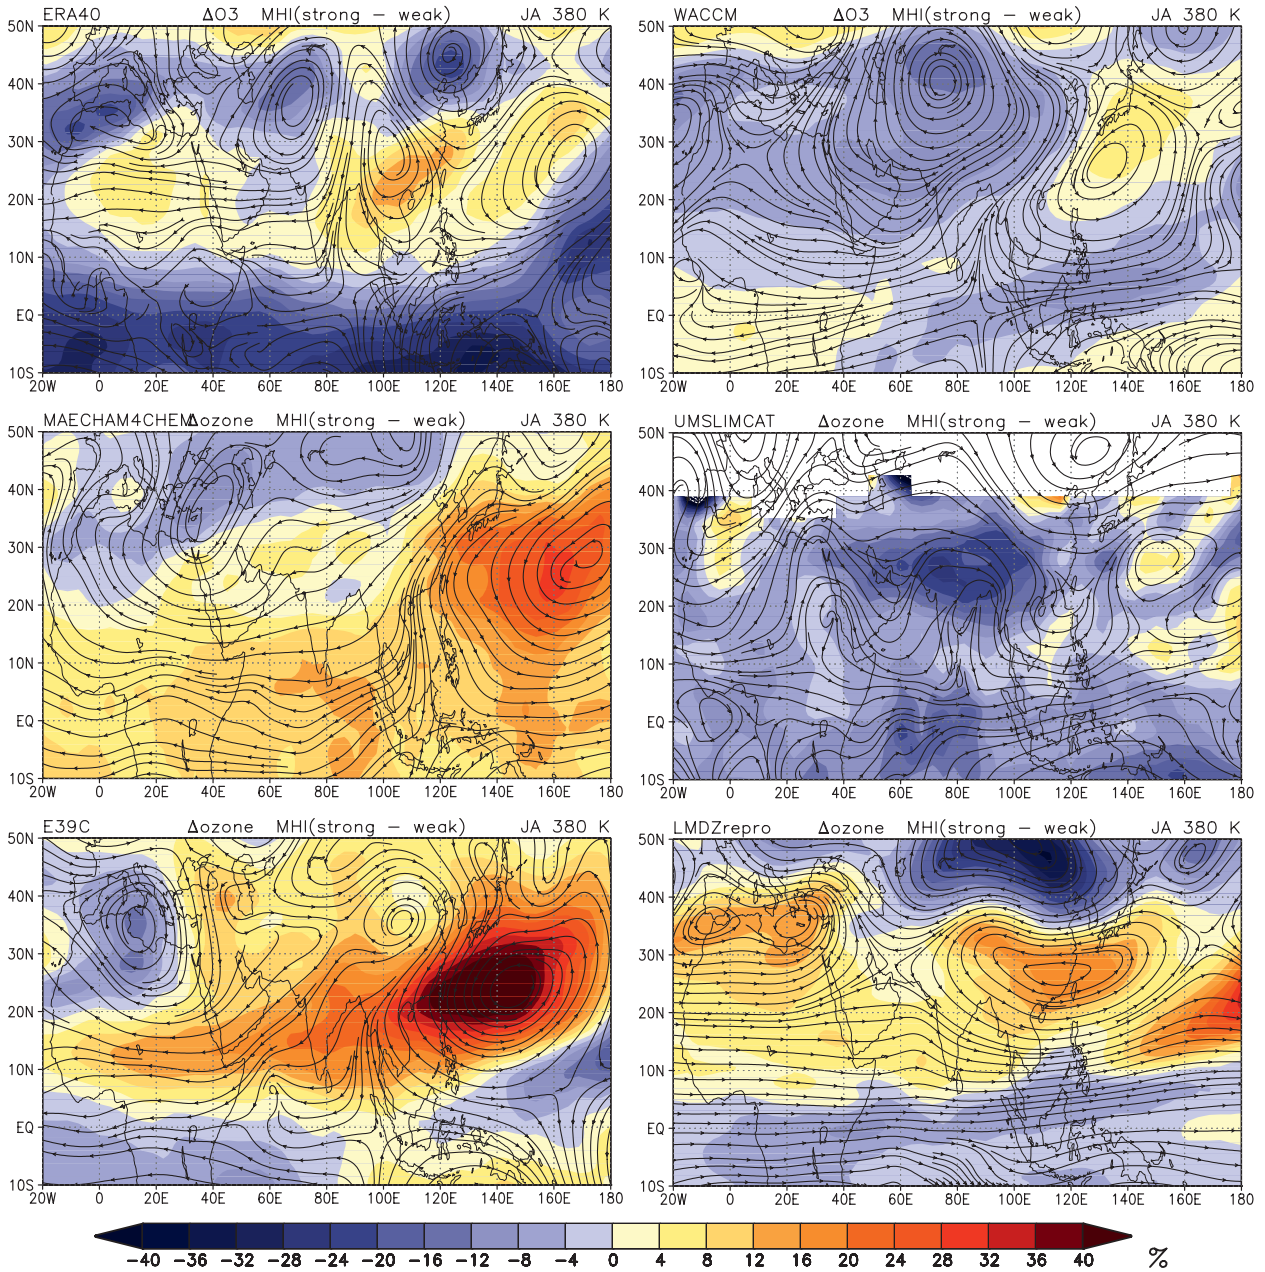 ERA40 ΔO3 MHI(strong − weak) JA 380 K
50N
40N
30N
20N
10N
EQ
10S
20W 0 20E 40E 60E 80E 100E 120E 140E 160E 180
WACCM ΔO3 MHI(strong − weak) JA 380 K
50N
40N
30N
20N
10N
EQ
10S
20W 0 20E 40E 60E 80E 100E 120E 140E 160E 180
MAECHAM4CHEM Δozone MHI(strong − weak) JA 380 K
50N
40N
30N
20N
10N
EQ
10S
20W 0 20E 40E 60E 80E 100E 120E 140E 160E 180
UMSLIMCAT Δozone MHI(strong − weak) JA 380 K
50N
40N
30N
20N
10N
EQ
10S
20W 0 20E 40E 60E 80E 100E 120E 140E 160E 180
E39C Δozone MHI(strong − weak) JA 380 K
50N
40N
30N
20N
10N
EQ
10S
20W 0 20E 40E 60E 80E 100E 120E 140E 160E 180
LMDZrepro Δozone MHI(strong − weak) JA 380 K
50N
40N
30N
20N
10N
EQ
10S
20W 0 20E 40E 60E 80E 100E 120E 140E 160E 180
−40 −36 −32 −28 −24 −20 −16 −12 −8 −4 0 4 8 12 16 20 24 28 32 36 40 %